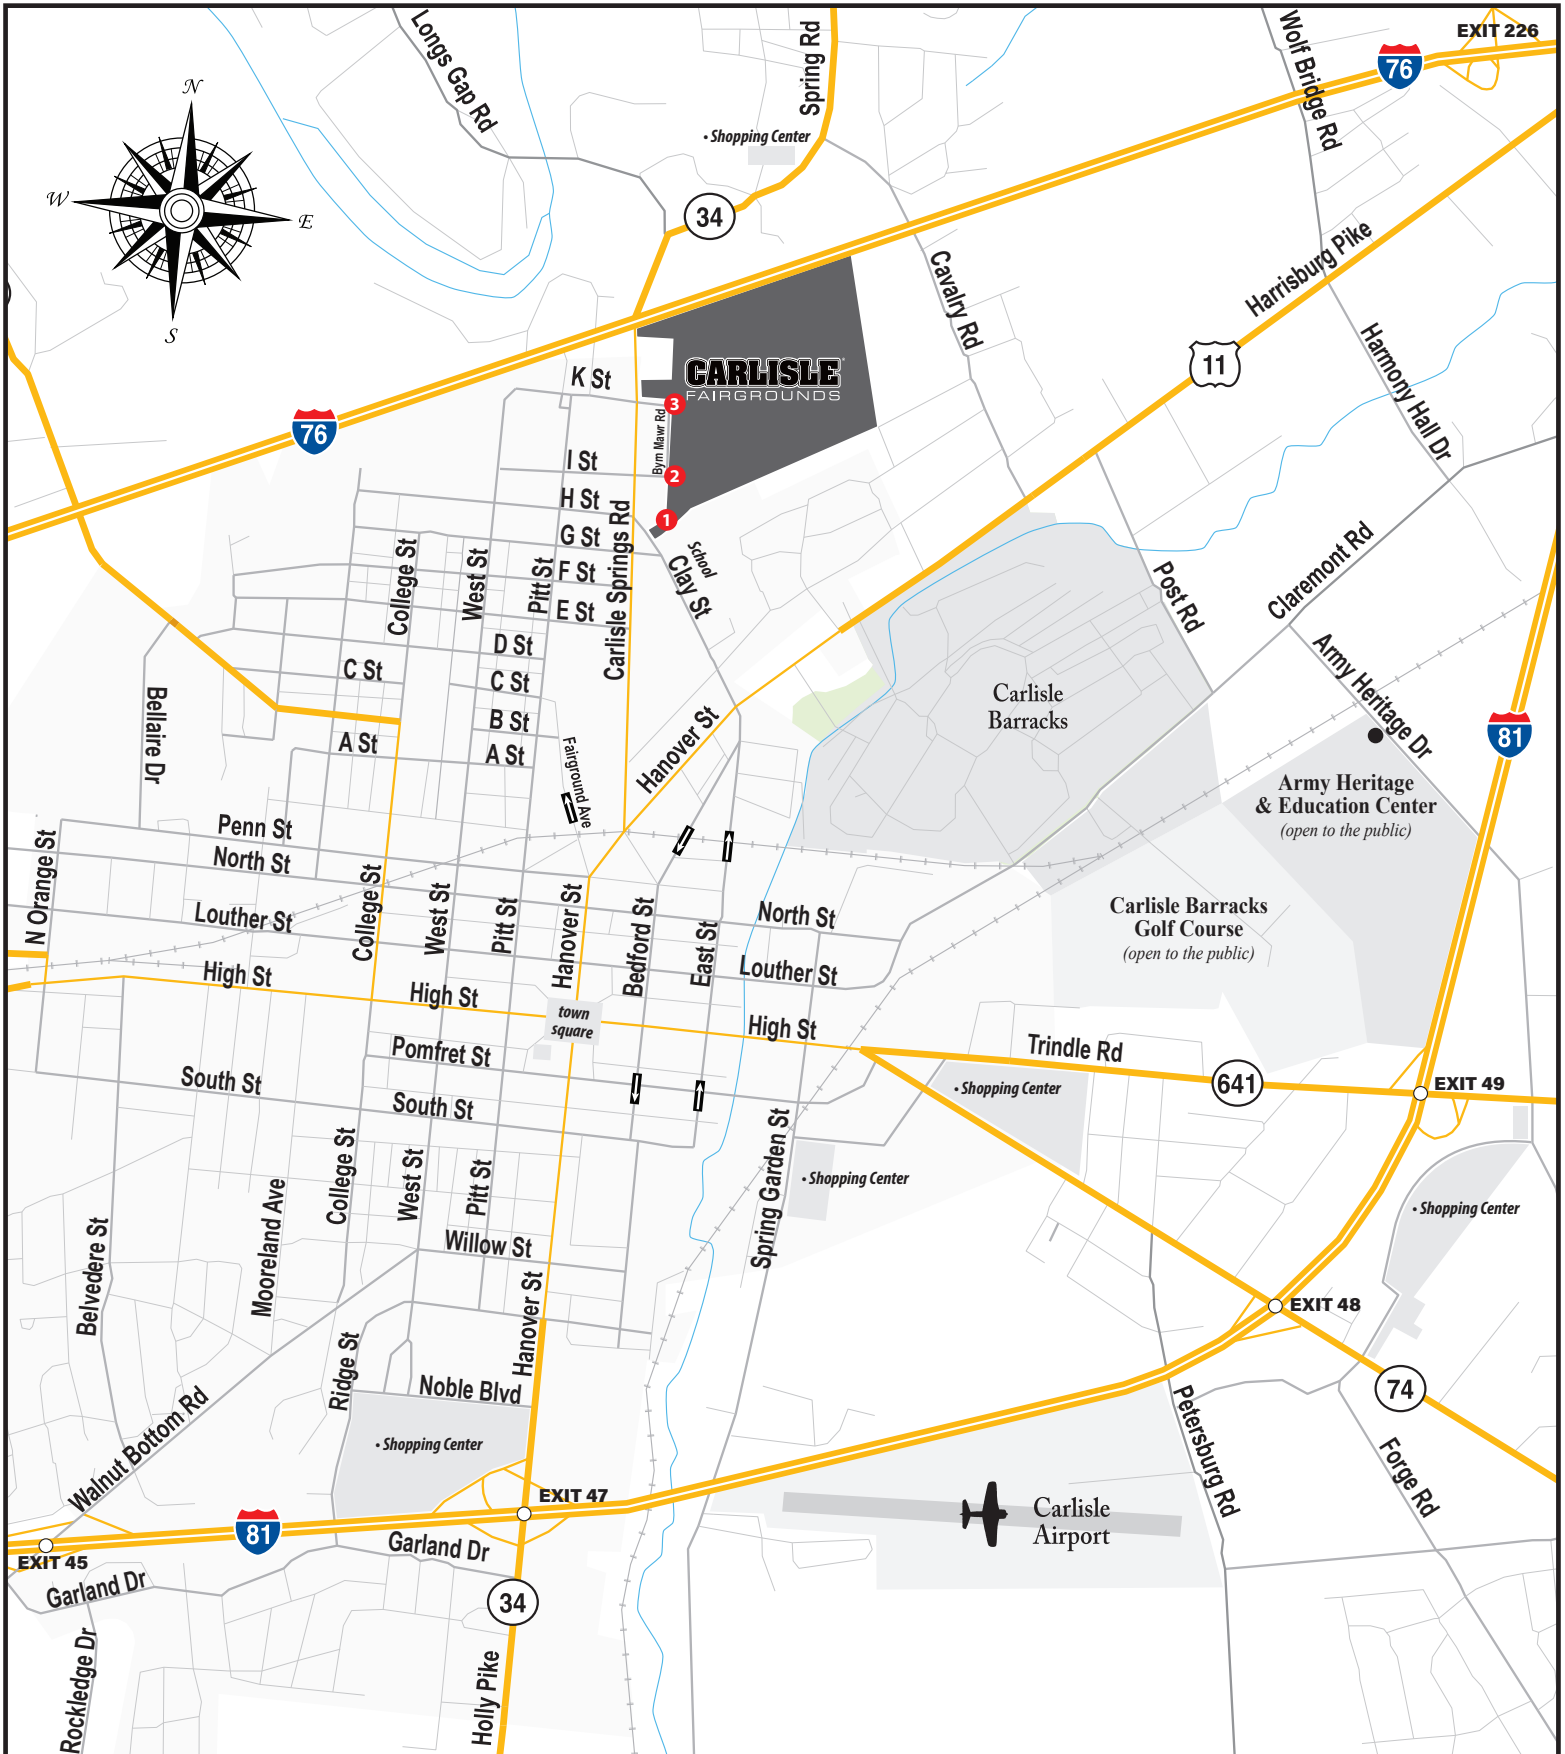 EXIT 226
Longs Gap Rd
Spring Rd
Wolf Bridge Rd
76
N
• Shopping Center
W
E
34
S
Cavalry Rd
Harrisburg Pike
11
Harmony Hall Dr
K St
CARLISLE
FAIRGROUNDS
3
76
Bym Mawr Rd
I St
2
H St
1
G St
School
Clay St
F St
E St
College St
West St
Pitt St
Carlisle Springs Rd
Post Rd
Claremont Rd
D St
C St
C St
Army Heritage Dr
Carlisle
Barracks
Bellaire Dr
B St
Hanover St
81
A St
A St
Fairground Ave
Army Heritage
& Education Center
(open to the public)
Penn St
North St
N Orange St
Louther St
College St
West St
Pitt St
Hanover St
Bedford St
East St
North St
Carlisle Barracks
Golf Course
(open to the public)
Louther St
High St
High St
town
square
High St
Trindle Rd
Pomfret St
641
EXIT 49
South St
South St
• Shopping Center
Spring Garden St
College St
West St
Pitt St
• Shopping Center
Mooreland Ave
Belvedere St
• Shopping Center
Willow St
Hanover St
EXIT 48
Ridge St
Noble Blvd
74
Walnut Bottom Rd
• Shopping Center
Petersburg Rd
Forge Rd
EXIT 47
Carlisle
Airport
81
Garland Dr
EXIT 45
Garland Dr
34
Rockledge Dr
Holly Pike